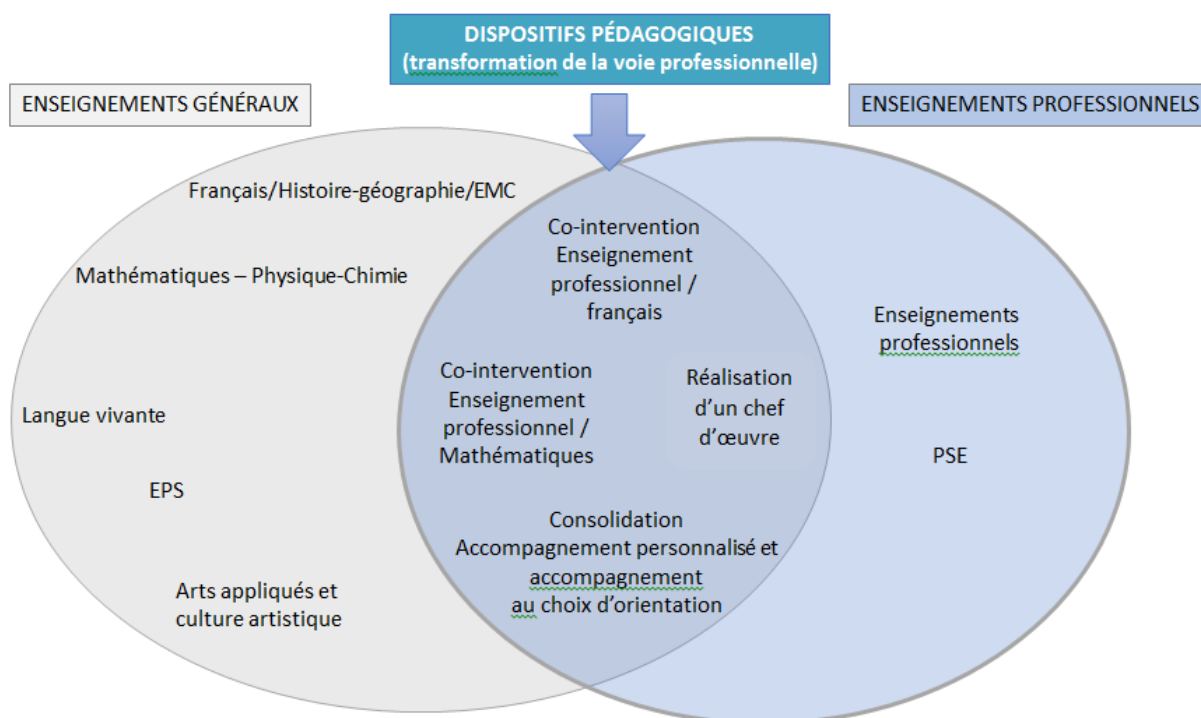 DISPOSITIFS PÉDAGOGIQUES
(transformation de la voie professionnelle)
ENSEIGNEMENTS GÉNÉRAUX
ENSEIGNEMENTS PROFESSIONNELS
Français/Histoire-géographie/EMC
Mathématiques – Physique-Chimie
Langue vivante
EPS
Arts appliqués et
culture artistique
Co-intervention
Enseignement
professionnel /
français
Co-intervention
Enseignement
professionnel /
Mathématiques
Réalisation
d’un chef
d’œuvre
Consolidation
Accompagnement personnalisé et
accompagnement
au choix d’orientation
Enseignements
professionnels
PSE